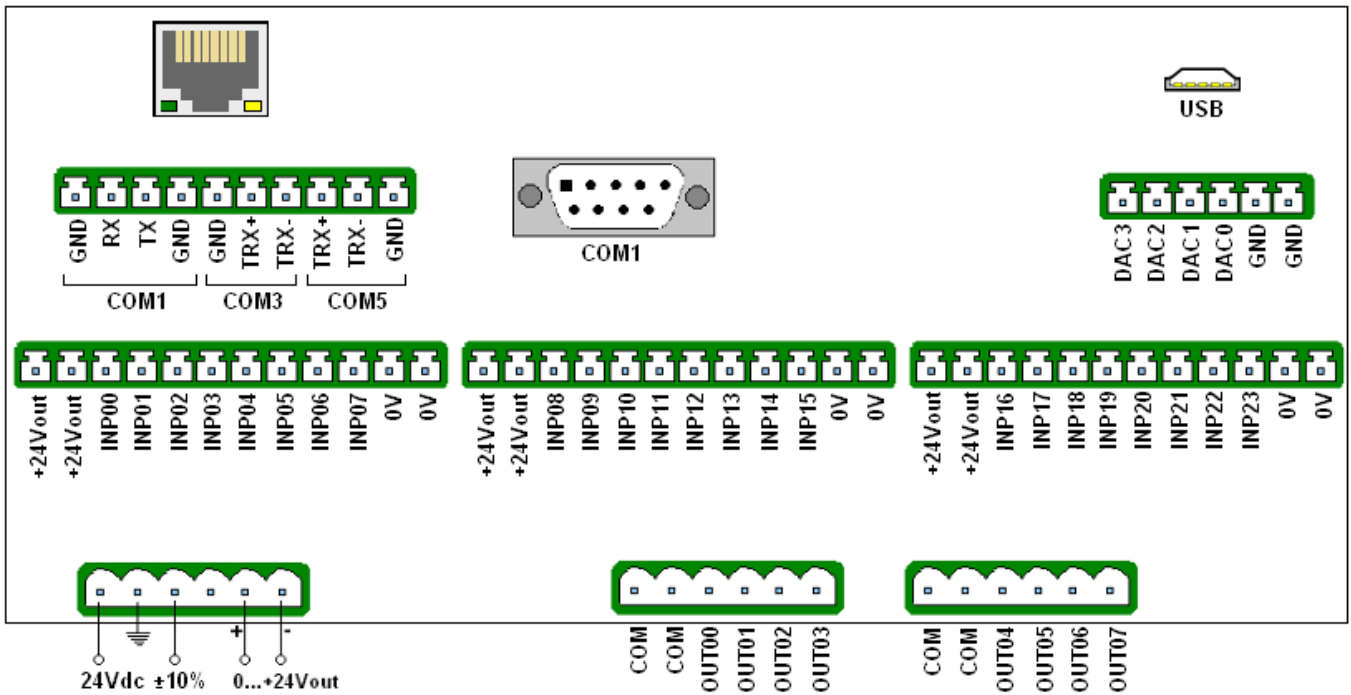 USB
GND RX TX GND GND TRX+ TRX- TRX+ TRX- GND
COM1
DAC3 DAC2 DAC1 DAC0 GND GND
COM1 COM3 COM5
+24Vout +24Vout INP00 INP01 INP02 INP03 INP04 INP05 INP06 INP07 0V 0V
+24Vout +24Vout INP08 INP09 INP10 INP11 INP12 INP13 INP14 INP15 0V 0V
+24Vout +24Vout INP16 INP17 INP18 INP19 INP20 INP21 INP22 INP23 0V 0V
+ -
24Vdc ±10% 0...+24Vout
COM COM OUT00 OUT01 OUT02 OUT03
COM COM OUT04 OUT05 OUT06 OUT07